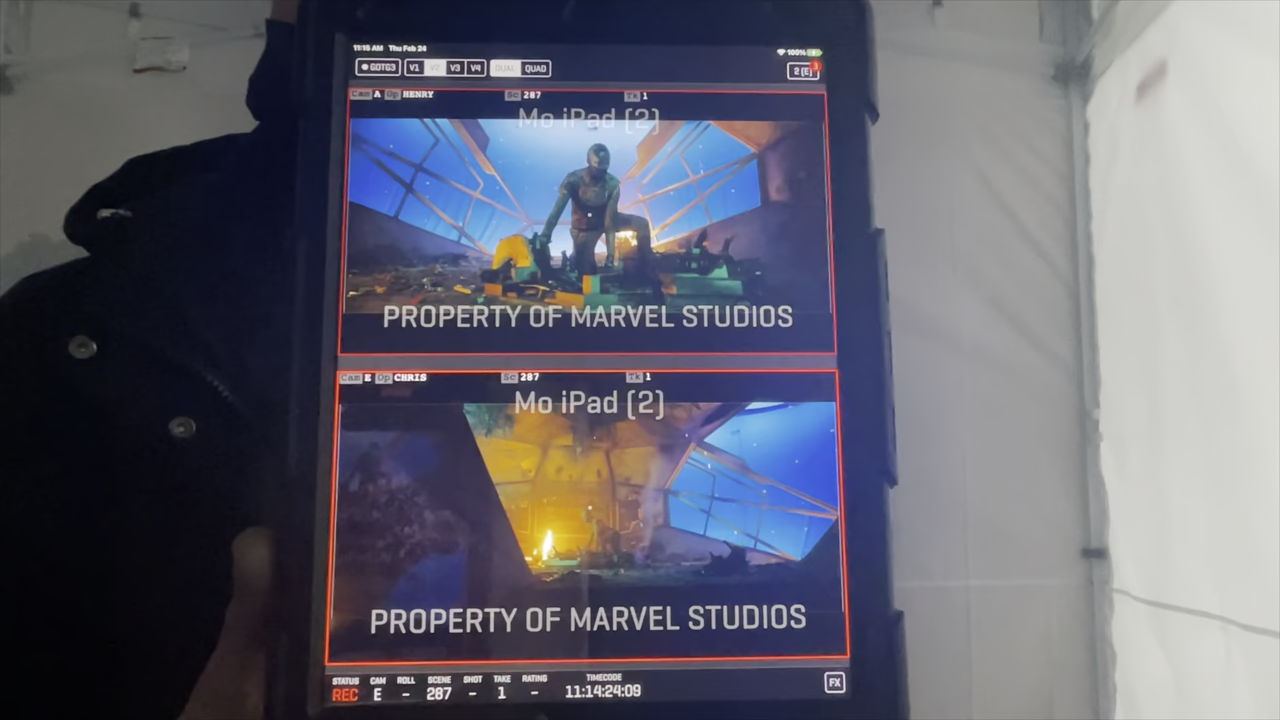 11:15 AM Thu Feb 24
100%
GOTG3 V1 V2 V3 V4 DUAL QUAD 2 (E) 3
Cam A Op HENRY Sc 287 Tk 1
Mo iPad (2)
PROPERTY OF MARVEL STUDIOS
Cam E Op CHRIS Sc 287 Tk 1
Mo iPad (2)
PROPERTY OF MARVEL STUDIOS
STATUS CAM ROLL SCENE SHOT TAKE RATING TIMECODE
REC E - 287 - 1 - 11:14:24:09 FX